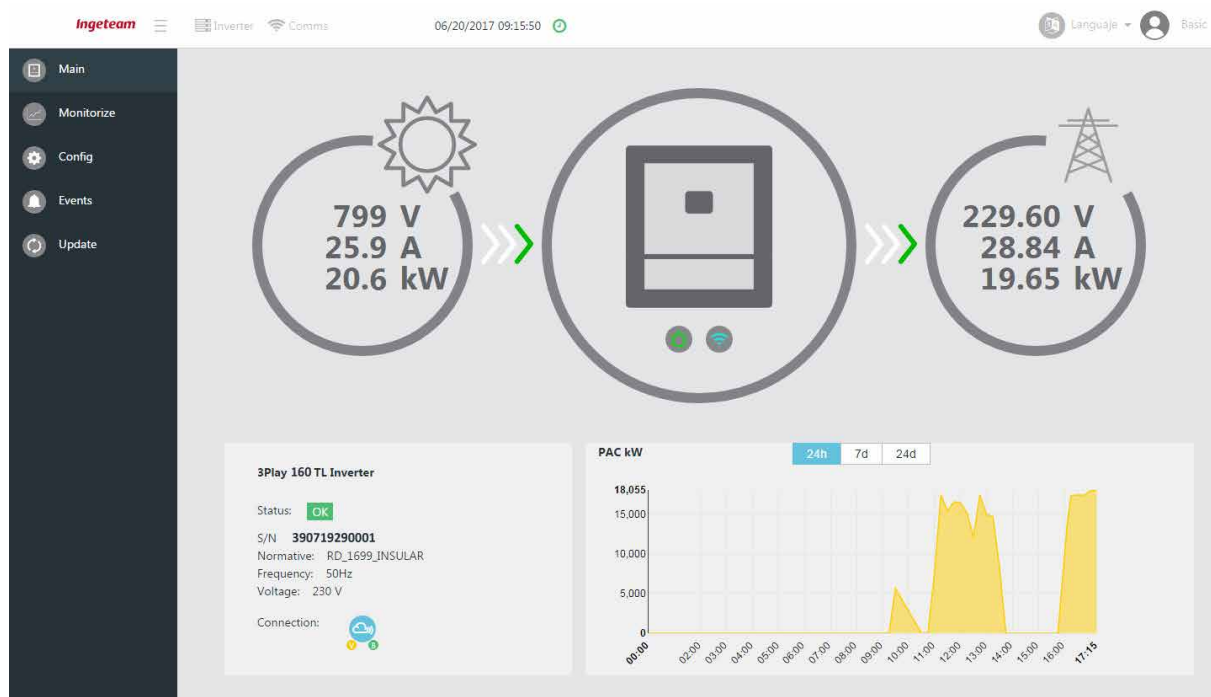 Ingeteam
Inverter Comms 06/20/2017 09:15:50 Languaje Basic
Main
Monitorize
Config
Events
Update
799 V
25.9 A
20.6 kW
229.60 V
28.84 A
19.65 kW
3Play 160 TL Inverter
Status: OK
S/N 390719290001
Normative: RD_1699_INSULAR
Frequency: 50Hz
Voltage: 230 V
Connection:
V S
PAC kW
24h 7d 24d
18,055
15,000
10,000
5,000
0
00:00 02:00 03:00 04:00 05:00 06:00 07:00 08:00 09:00 10:00 11:00 12:00 13:00 14:00 15:00 16:00 17:15